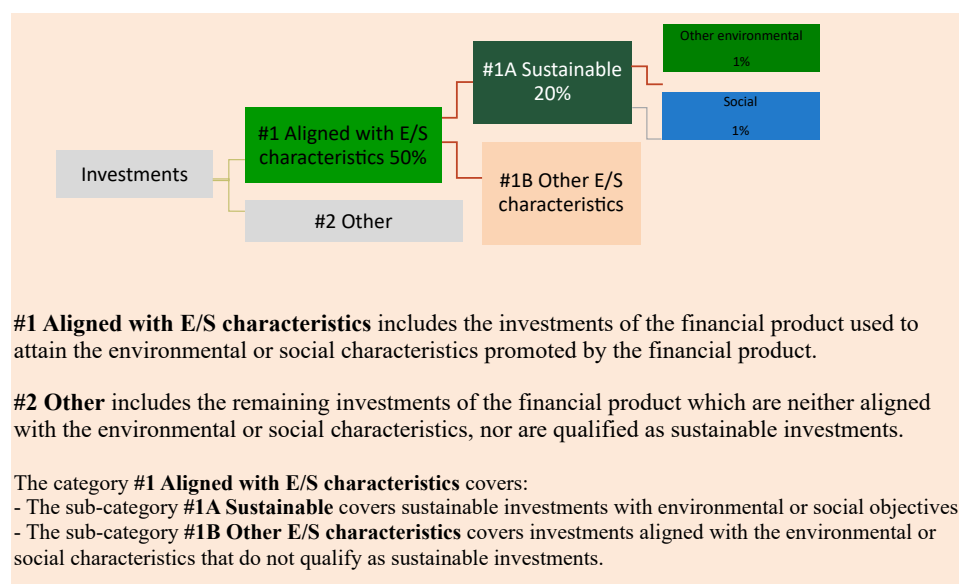 Other environmental
1%
#1A Sustainable
20%
Social
1%
#1 Aligned with E/S
characteristics 50%
Investments
#1B Other E/S
characteristics
#2 Other
#1 Aligned with E/S characteristics includes the investments of the financial product used to
attain the environmental or social characteristics promoted by the financial product.
#2 Other includes the remaining investments of the financial product which are neither aligned
with the environmental or social characteristics, nor are qualified as sustainable investments.
The category #1 Aligned with E/S characteristics covers:
- The sub-category #1A Sustainable covers sustainable investments with environmental or social objectives
- The sub-category #1B Other E/S characteristics covers investments aligned with the environmental or
social characteristics that do not qualify as sustainable investments.